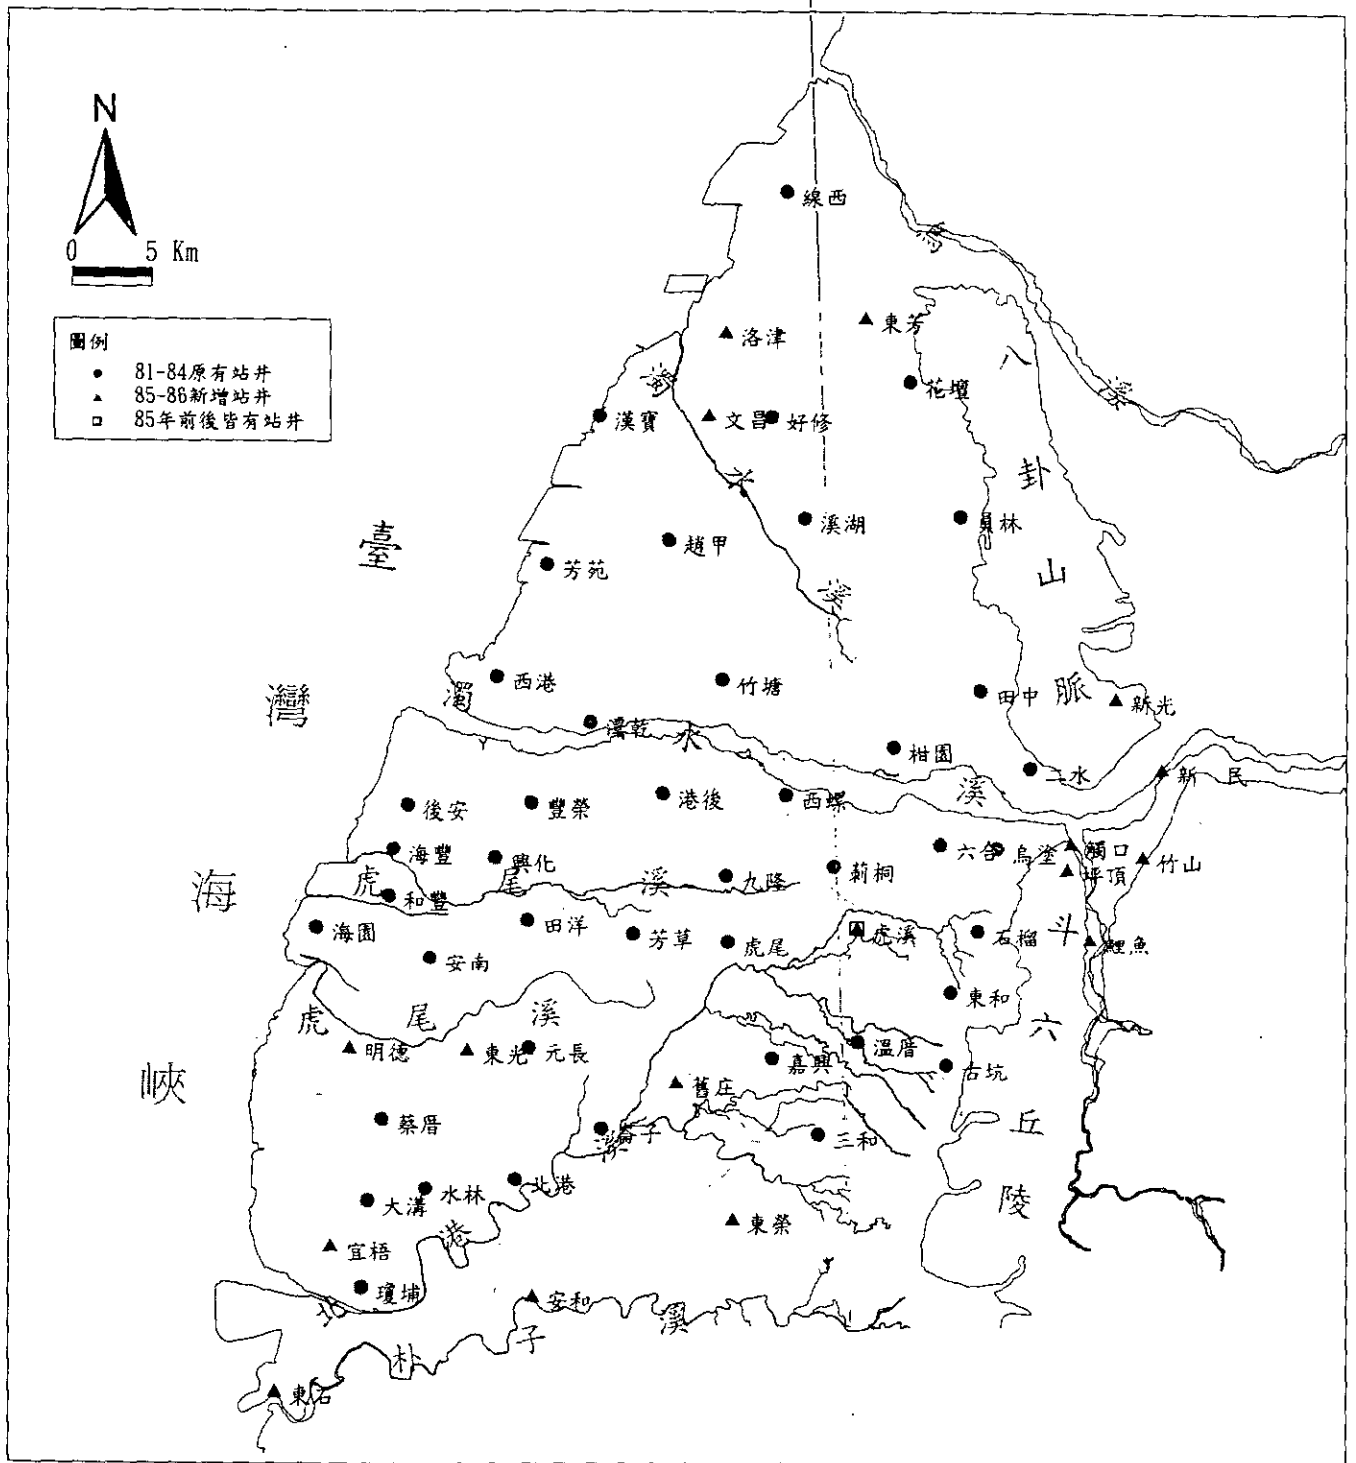 N
0 5 Km
圖例
81-84原有站井
85-86新增站井
85年前後皆有站井
線西
烏
東芳
洛津
八
濁
花壇
溪
漢寶
文昌
好修
卦
水
溪湖
員林
臺
趙甲
芳苑
山
溪
西港
竹塘
田中
脈
新光
灣
濁
水
柑園
二水
新民
溪
後安
豐榮
港後
西螺
海豐
興化
六合
烏塗
觸口
竹山
虎
尾
溪
九隆
莿桐
坪頂
海
和豐
海園
田洋
芳草
虎尾
虎溪
石榴
斗
鯉魚
安南
東和
虎
尾
溪
六
明德
東光
元長
嘉興
溫厝
古坑
峽
舊庄
蔡厝
三和
丘
溪
大溝
水林
北港
陵
東榮
港
宜梧
瓊埔
北
安和
溪
子
朴
東石